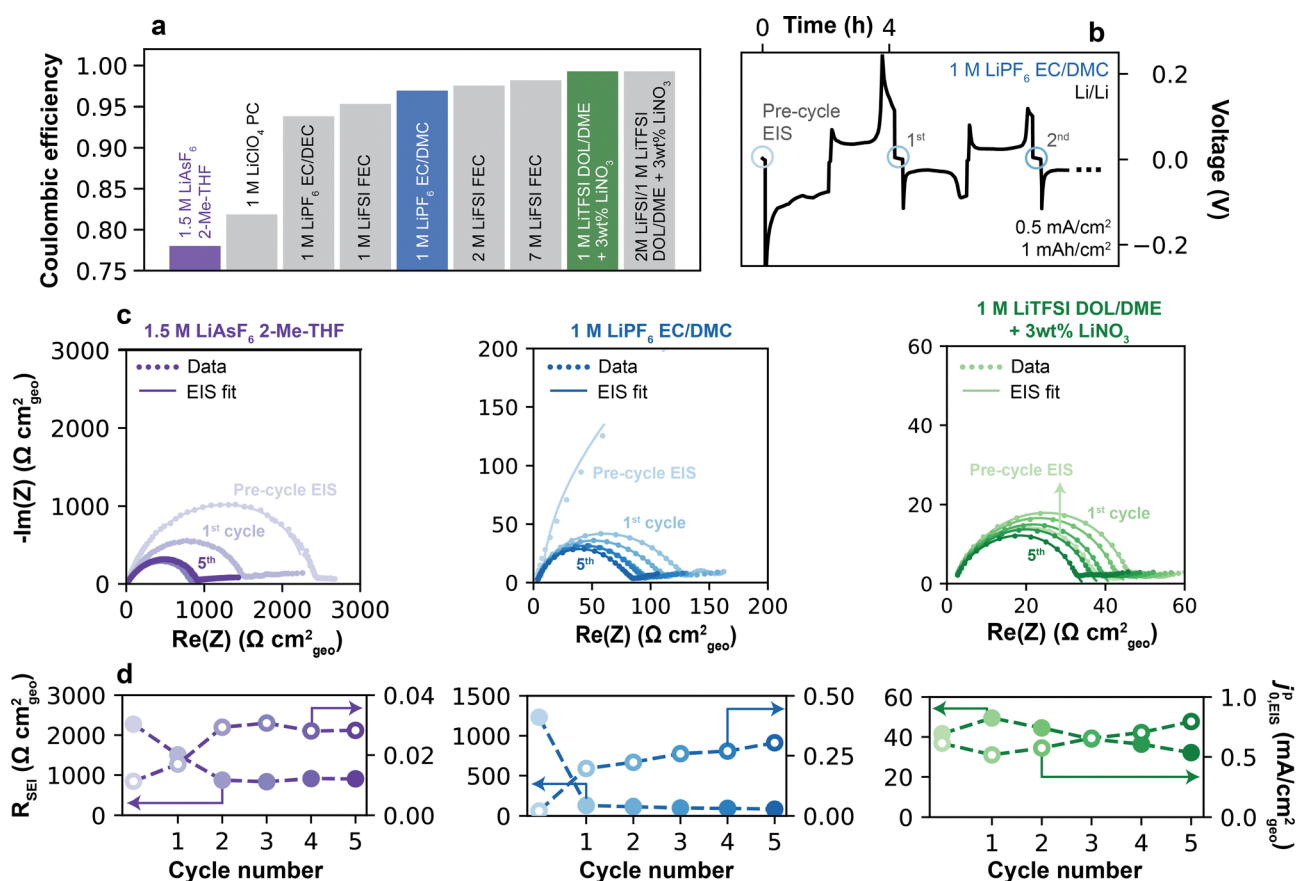 a
Coulombic efficiency
1.00
0.95
0.90
0.85
0.80
0.75
1.5 M LiAsF₆
2-Me-THF
1 M LiClO₄ PC
1 M LiPF₆ EC/DEC
1 M LiFSI FEC
1 M LiPF₆ EC/DMC
2 M LiFSI FEC
7 M LiFSI FEC
1 M LiTFSI DOL/DME
+ 3wt% LiNO₃
2M LiFSI/1 M LiTFSI
DOL/DME + 3wt% LiNO₃
Time (h)
0
4
b
1 M LiPF₆ EC/DMC
Li/Li
Pre-cycle
EIS
1ˢᵗ
2ⁿᵈ
0.5 mA/cm²
1 mAh/cm²
0.2
0.0
−0.2
Voltage (V)
c
1.5 M LiAsF₆ 2-Me-THF
-Im(Z) (Ω cm²geo)
3000
2000
1000
0
Data
EIS fit
Pre-cycle EIS
1ˢᵗ cycle
5ᵗʰ
0
1000
2000
3000
Re(Z) (Ω cm²geo)
1 M LiPF₆ EC/DMC
200
150
100
50
0
Data
EIS fit
Pre-cycle EIS
1ˢᵗ cycle
5ᵗʰ
0
50
100
150
200
Re(Z) (Ω cm²geo)
1 M LiTFSI DOL/DME
+ 3wt% LiNO₃
60
40
20
0
Data
EIS fit
Pre-cycle EIS
1ˢᵗ cycle
5ᵗʰ
0
20
40
60
Re(Z) (Ω cm²geo)
d
R_SEI (Ω cm²geo)
3000
2000
1000
0
0.04
0.02
0.00
1
2
3
4
5
Cycle number
1500
1000
500
0
0.50
0.25
0.00
1
2
3
4
5
Cycle number
60
40
20
0
1.0
0.5
0.0
1
2
3
4
5
Cycle number
jᵖ0,EIS (mA/cm²geo)